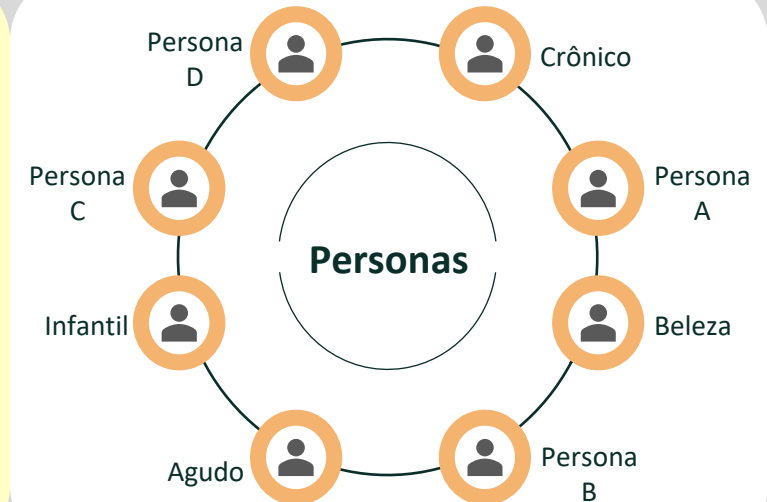 Persona
D
Crônico
Persona
C
Persona
A
Personas
Infantil
Beleza
Agudo
Persona
B